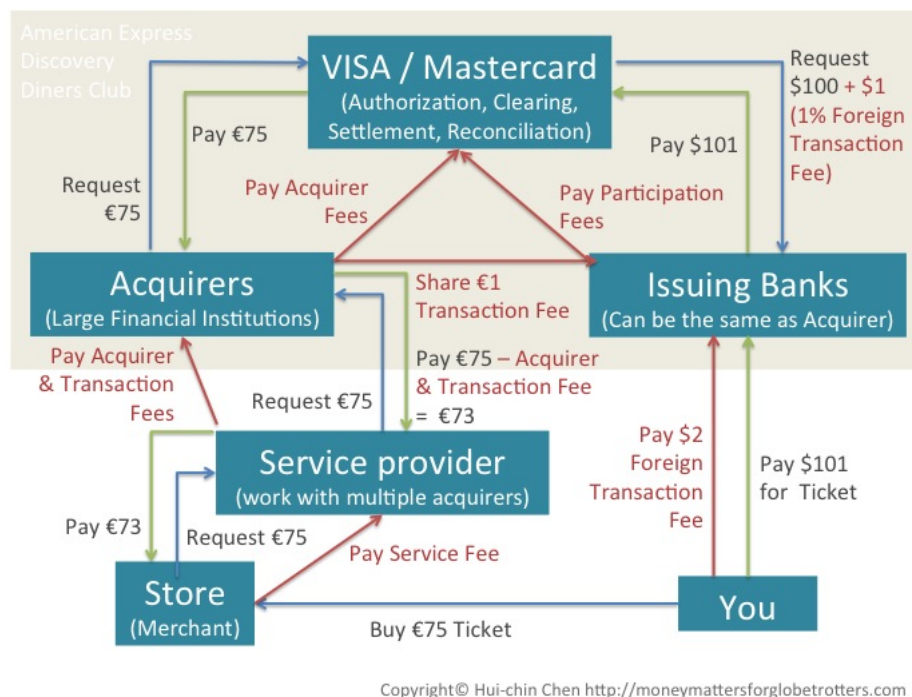 American Express
Discovery
Diners Club
VISA / Mastercard
(Authorization, Clearing,
Settlement, Reconciliation)
Request
$100 + $1
(1% Foreign
Transaction
Fee)
Pay €75
Pay $101
Request
€75
Pay Acquirer
Fees
Pay Participation
Fees
Acquirers
(Large Financial Institutions)
Share €1
Transaction Fee
Issuing Banks
(Can be the same as Acquirer)
Pay Acquirer
& Transaction
Fees
Request €75
Pay €75 – Acquirer
& Transaction Fee
= €73
Service provider
(work with multiple acquirers)
Pay $2
Foreign
Transaction
Fee
Pay $101
for Ticket
Pay €73
Request €75
Pay Service Fee
Store
(Merchant)
Buy €75 Ticket
You
Copyright© Hui-chin Chen http://moneymattersforglobetrotters.com